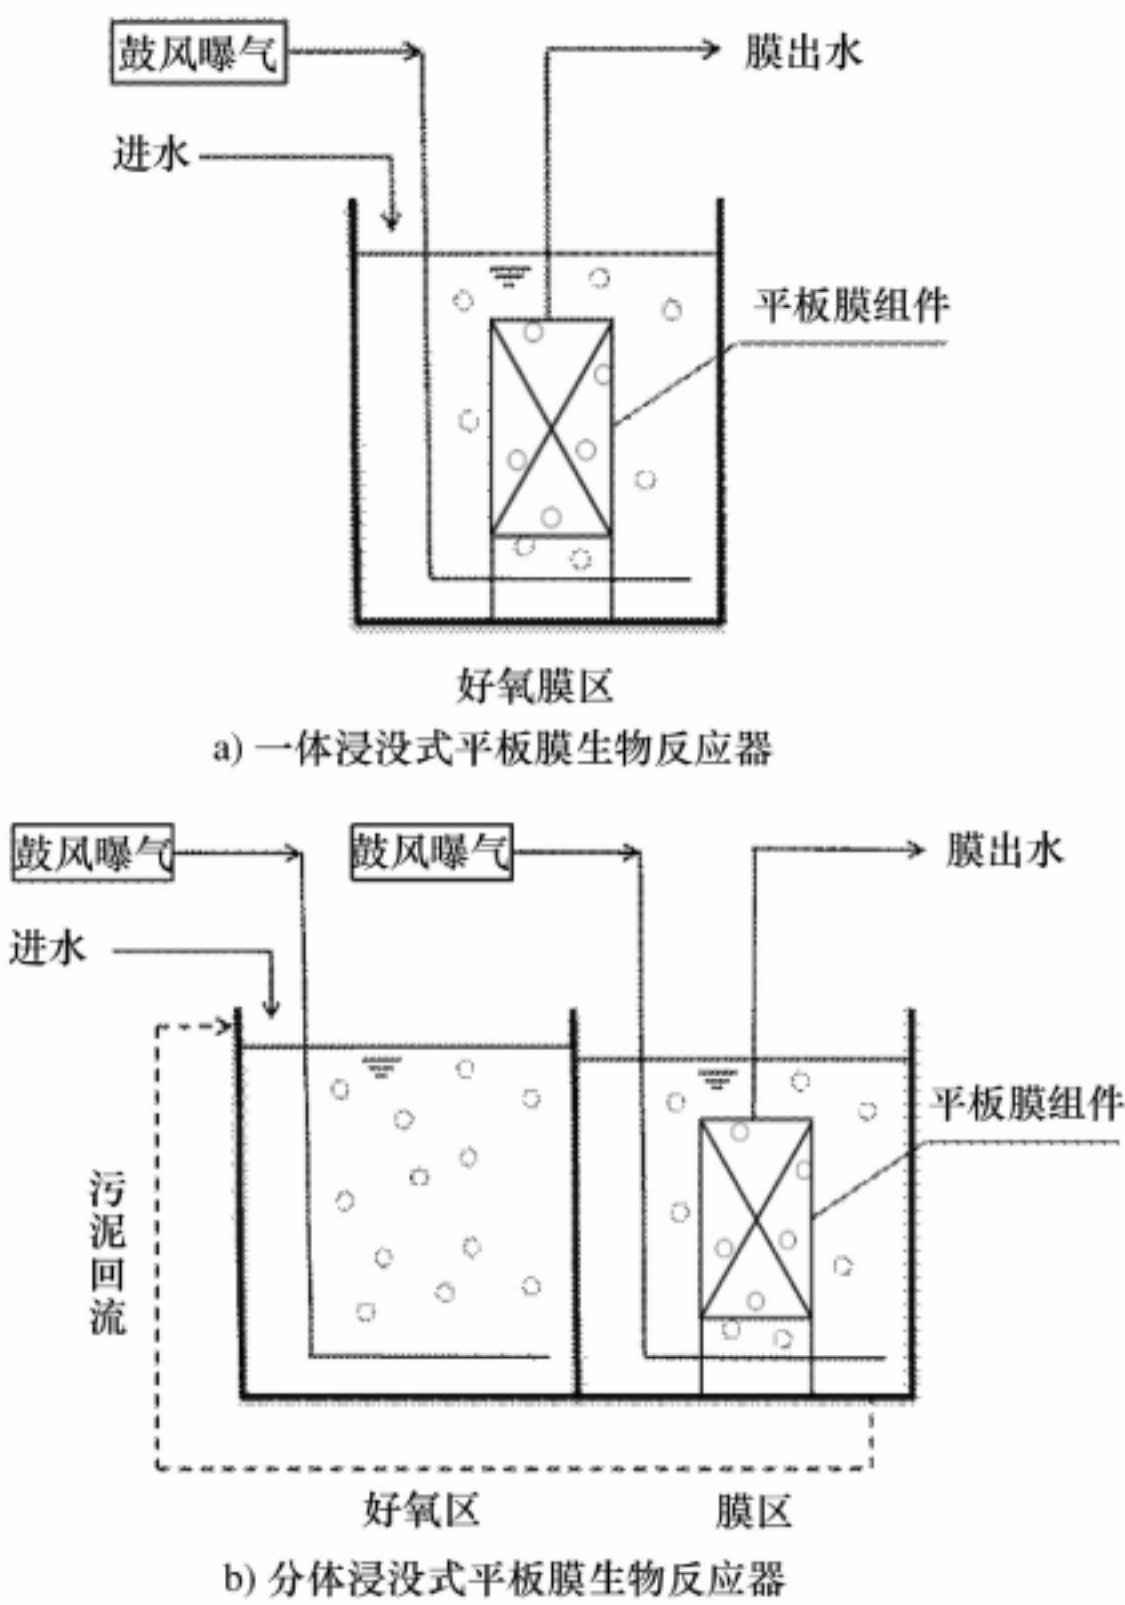 鼓风曝气
膜出水
进水
平板膜组件
好氧膜区
a) 一体浸没式平板膜生物反应器
鼓风曝气
鼓风曝气
膜出水
进水
平板膜组件
污泥回流
好氧区
膜区
b) 分体浸没式平板膜生物反应器